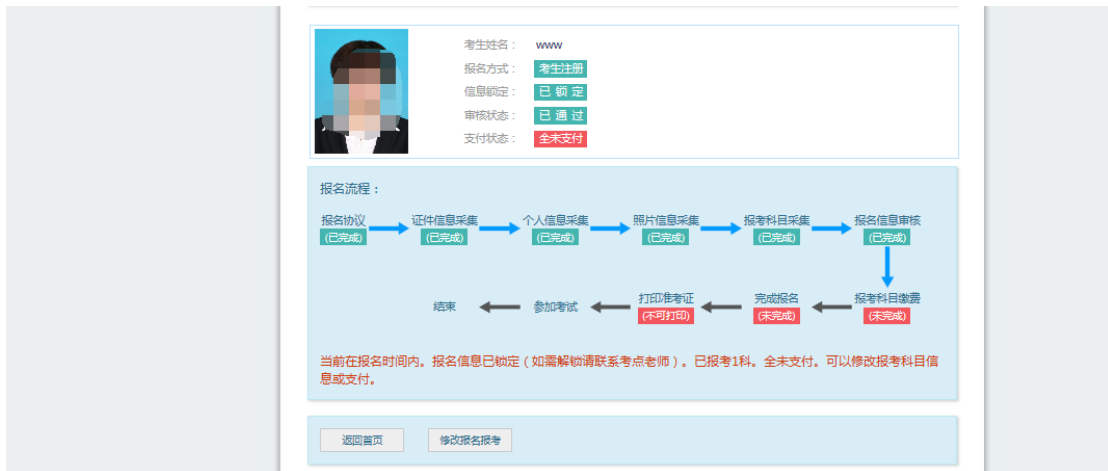 考生姓名： www
报名方式： 考生注册
信息锁定： 已 锁 定
审核状态： 已 通 过
支付状态： 全未支付
报名流程：
报名协议 证件信息采集 个人信息采集 照片信息采集 报考科目采集 报名信息审核
(已完成) (已完成) (已完成) (已完成) (已完成) (已完成)
结束 参加考试 打印准考证 完成报名 报考科目缴费
(不可打印) (未完成) (未完成)
当前在报名时间内。报名信息已锁定（如需解锁请联系考点老师）。已报考1科。全未支付。可以修改报考科目信
息或支付。
返回首页 修改报名报考